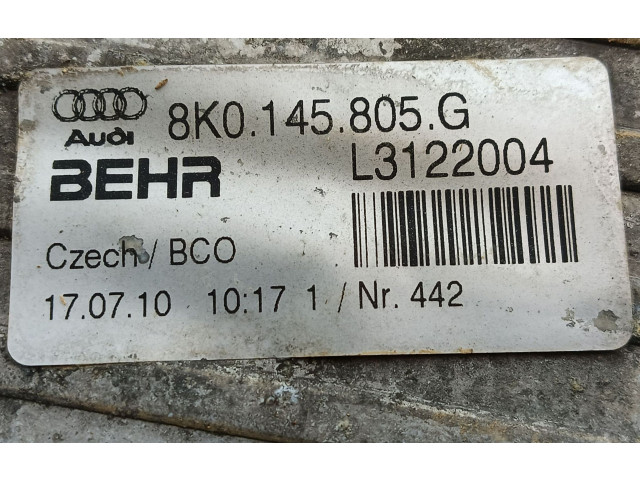 8K0.145.805.G
Audi
BEHR
L3122004
Czech / BCO
17.07.10 10:17 1 / Nr. 442